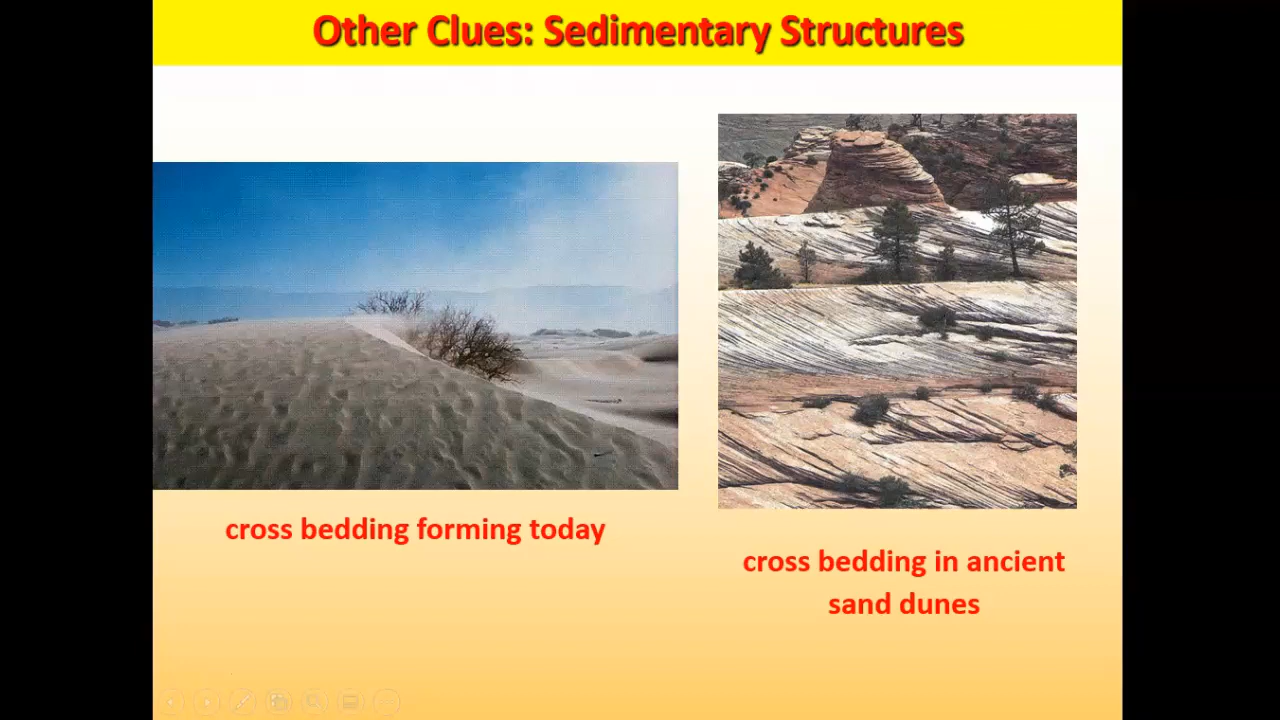 Other Clues: Sedimentary Structures
cross bedding forming today
cross bedding in ancient
sand dunes